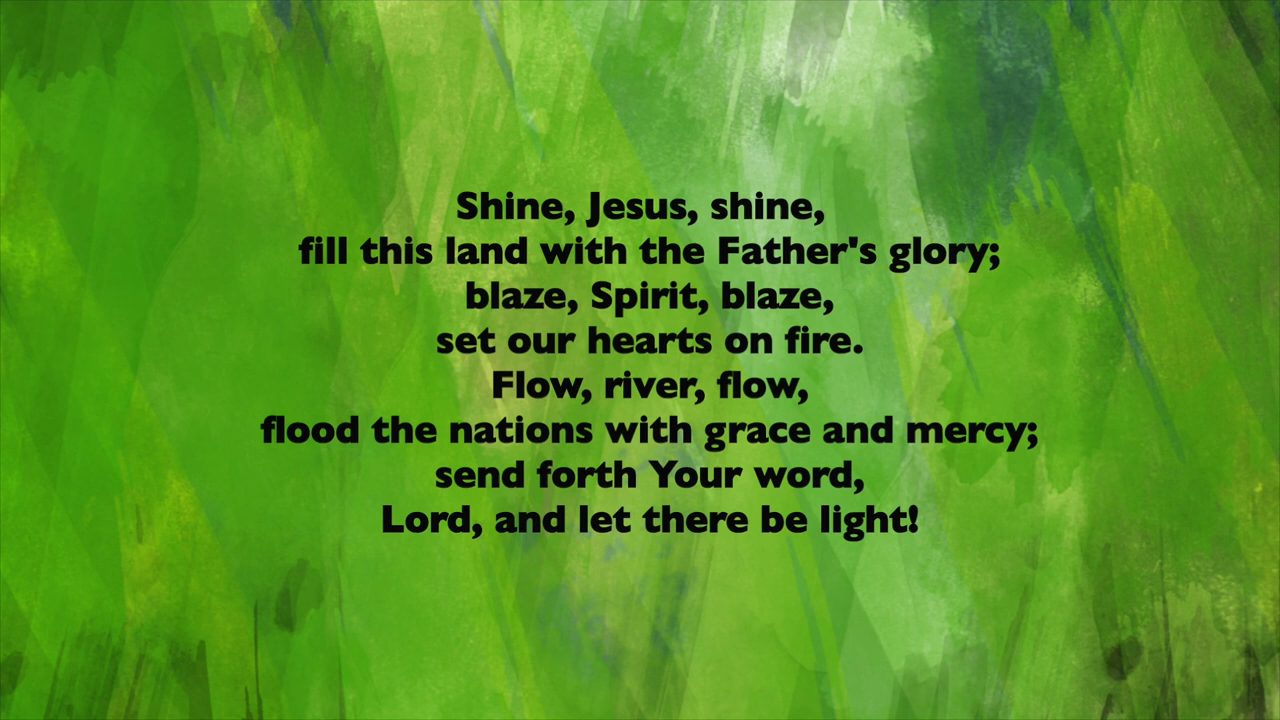 Shine, Jesus, shine,
fill this land with the Father's glory;
blaze, Spirit, blaze,
set our hearts on fire.
Flow, river, flow,
flood the nations with grace and mercy;
send forth Your word,
Lord, and let there be light!